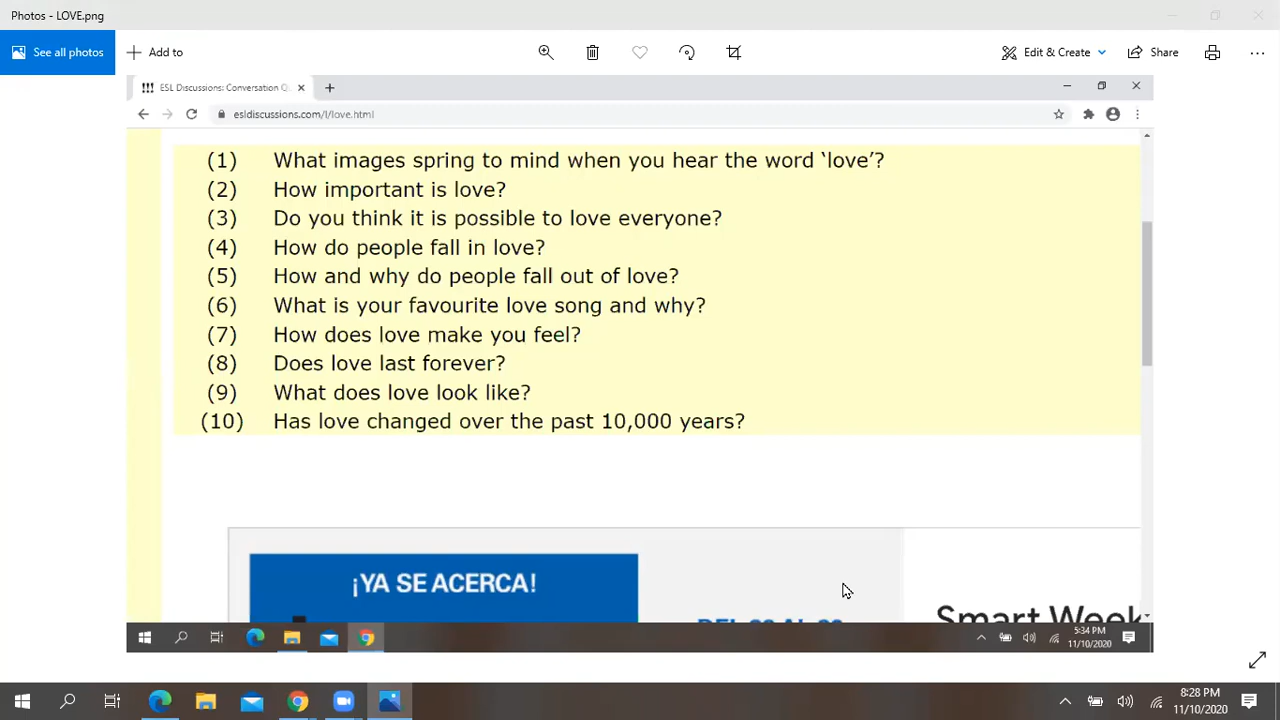 Photos - LOVE.png
See all photos
Add to
Edit & Create
Share
ESL Discussions: Conversation Q
esldiscussions.com/l/love.html
(1) What images spring to mind when you hear the word ‘love’?
(2) How important is love?
(3) Do you think it is possible to love everyone?
(4) How do people fall in love?
(5) How and why do people fall out of love?
(6) What is your favourite love song and why?
(7) How does love make you feel?
(8) Does love last forever?
(9) What does love look like?
(10) Has love changed over the past 10,000 years?
¡YA SE ACERCA!
Smart Week
5:34 PM
11/10/2020
8:28 PM
11/10/2020